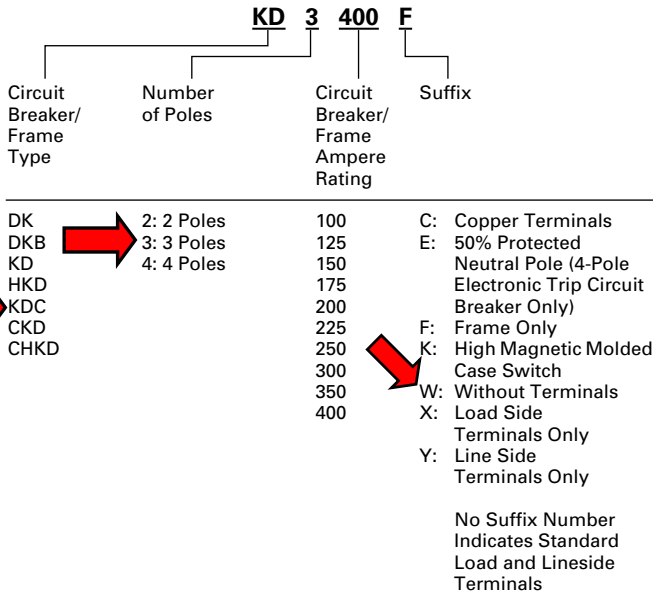 KD 3 400 F
Circuit
Breaker/
Frame
Type
Number
of Poles
Circuit
Breaker/
Frame
Ampere
Rating
Suffix
DK
DKB
KD
HKD
KDC
CKD
CHKD
2: 2 Poles
3: 3 Poles
4: 4 Poles
100
125
150
175
200
225
250
300
350
400
C: Copper Terminals
E: 50% Protected
Neutral Pole (4-Pole
Electronic Trip Circuit
Breaker Only)
F: Frame Only
K: High Magnetic Molded
Case Switch
W: Without Terminals
X: Load Side
Terminals Only
Y: Line Side
Terminals Only
No Suffix Number
Indicates Standard
Load and Lineside
Terminals